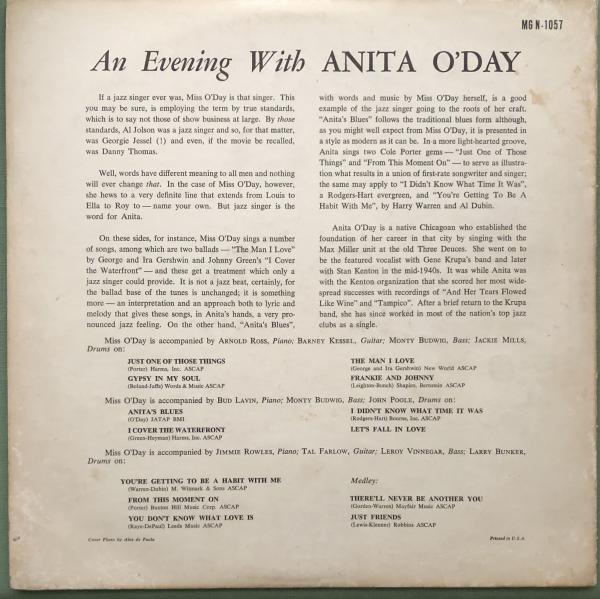 MG N-1057
An Evening With ANITA O'DAY
If a jazz singer ever was, Miss O'Day is that singer. This
you may be sure, is employing the term by true standards,
which is to say not those of show business at large. By those
standards, Al Jolson was a jazz singer and so, for that matter,
was Georgie Jessel (!) and even, if the movie be recalled,
was Danny Thomas.
Well, words have different meaning to all men and nothing
will ever change that. In the case of Miss O'Day, however,
she hews to a very definite line that extends from Louis to
Ella to Roy to — name your own. But jazz singer is the
word for Anita.
On these sides, for instance, Miss O'Day sings a number
of songs, among which are two ballads — "The Man I Love"
by George and Ira Gershwin and Johnny Green's "I Cover
the Waterfront" — and these get a treatment which only a
jazz singer could provide. It is not a jazz beat, certainly, for
the ballad base of the tunes is unchanged; it is something
more — an interpretation and an approach both to lyric and
melody that gives these songs, in Anita's hands, a very pro-
nounced jazz feeling. On the other hand, "Anita's Blues",
with words and music by Miss O'Day herself, is a good
example of the jazz singer going to the roots of her craft.
"Anita's Blues" follows the traditional blues form although,
as you might well expect from Miss O'Day, it is presented in
a style as modern as it can be. In a more light-hearted groove,
Anita sings two Cole Porter gems — "Just One of Those
Things" and "From This Moment On" — to serve as illustra-
tion what results in a union of first-rate songwriter and singer;
the same may apply to "I Didn't Know What Time It Was",
a Rodgers-Hart evergreen, and "You're Getting To Be A
Habit With Me", by Harry Warren and Al Dubin.
Anita O'Day is a native Chicagoan who established the
foundation of her career in that city by singing with the
Max Miller unit at the old Three Deuces. She went on to
be the featured vocalist with Gene Krupa's band and later
with Stan Kenton in the mid-1940s. It was while Anita was
with the Kenton organization that she scored her most wide-
spread successes with recordings of "And Her Tears Flowed
Like Wine" and "Tampico". After a brief return to the Krupa
band, she has since worked in most of the nation's top jazz
clubs as a single.
Miss O'Day is accompanied by ARNOLD ROSS, Piano; BARNEY KESSEL, Guitar; MONTY BUDWIG, Bass; JACKIE MILLS,
Drums on:
JUST ONE OF THOSE THINGS
(Porter) Harms, Inc. ASCAP
GYPSY IN MY SOUL
(Boland-Jaffe) Words & Music ASCAP
THE MAN I LOVE
(George and Ira Gershwin) New World ASCAP
FRANKIE AND JOHNNY
(Leighton-Bunch) Shapiro, Bernstein ASCAP
Miss O'Day is accompanied by BUD LAVIN, Piano; MONTY BUDWIG, Bass; JOHN POOLE, Drums on:
ANITA'S BLUES
(O'Day) JATAP BMI
I COVER THE WATERFRONT
(Green-Heyman) Harms, Inc. ASCAP
I DIDN'T KNOW WHAT TIME IT WAS
(Rodgers-Hart) Bourne, Inc. ASCAP
LET'S FALL IN LOVE
Miss O'Day is accompanied by JIMMIE ROWLES, Piano; TAL FARLOW, Guitar; LEROY VINNEGAR, Bass; LARRY BUNKER,
Drums on:
YOU'RE GETTING TO BE A HABIT WITH ME
(Warren-Dubin) M. Witmark & Sons ASCAP
FROM THIS MOMENT ON
(Porter) Buxton Hill Music Corp. ASCAP
YOU DON'T KNOW WHAT LOVE IS
(Raye-DePaul) Leeds Music ASCAP
Medley:
THERE'LL NEVER BE ANOTHER YOU
(Gordon-Warren) Mayfair Music ASCAP
JUST FRIENDS
(Lewis-Klenner) Robbins ASCAP
Cover Photo by Alex de Paola
Printed in U.S.A.